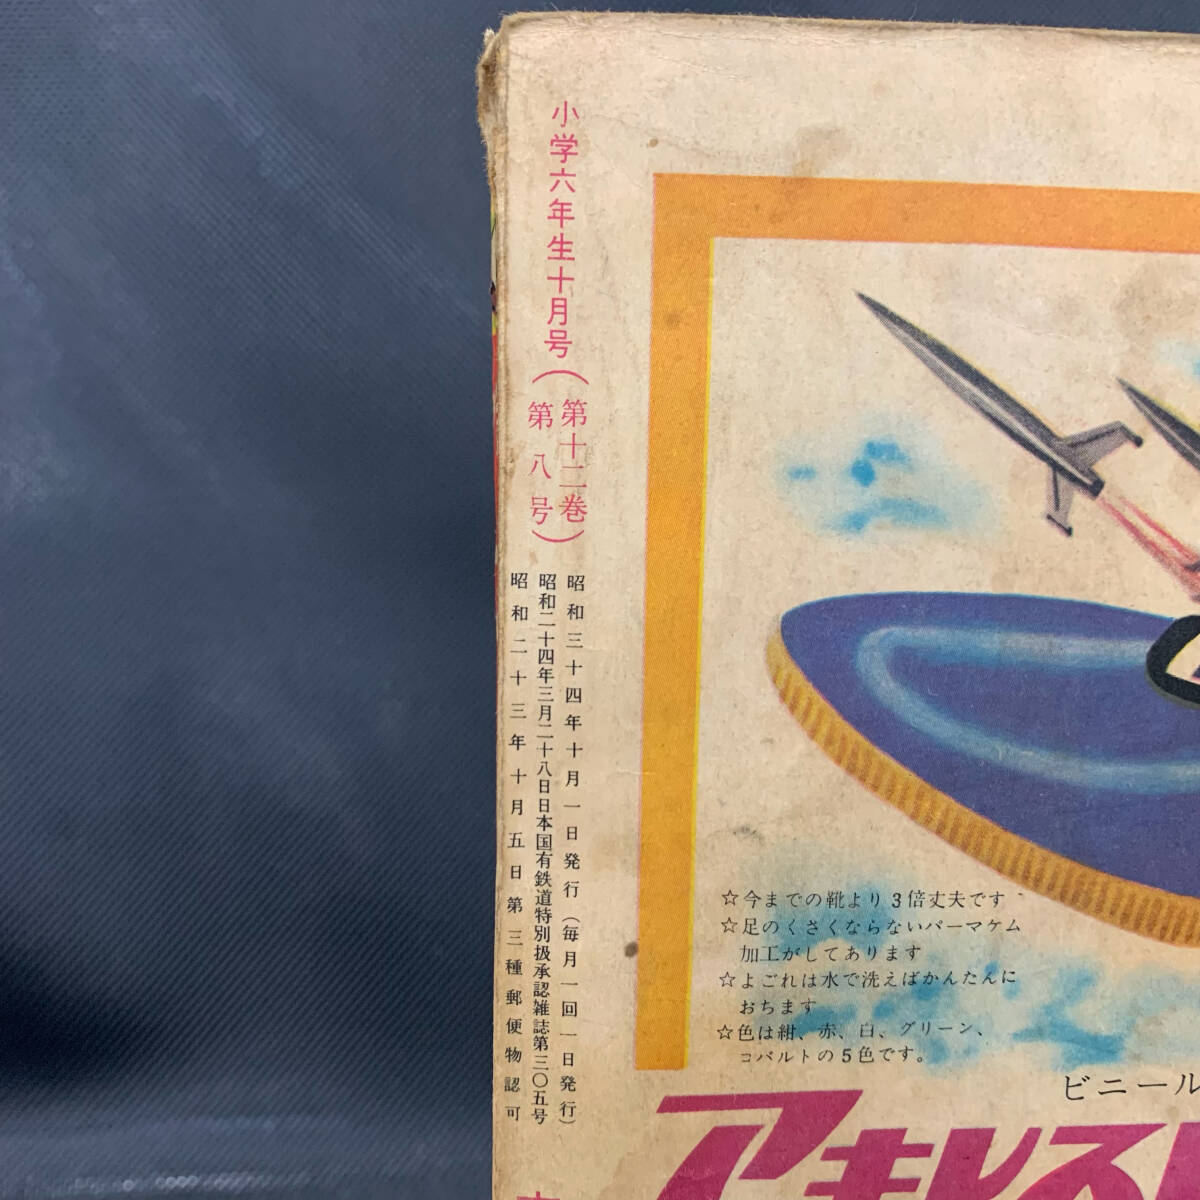 小学六年生十月号(第十二巻)
(第八号)
昭和三十四年十月一日発行(毎月一回一日発行)
昭和二十四年三月二十八日日本国有鉄道特別扱承認雑誌第三〇五号
昭和二十三年十月五日第三種郵便物認可
☆今までの靴より3倍丈夫です
☆足のくさくならないパーマケム
加工がしてあります
☆よごれは水で洗えばかんたんに
おちます
☆色は紺、赤、白、グリーン、
コバルトの5色です。
ビニール
アキレス